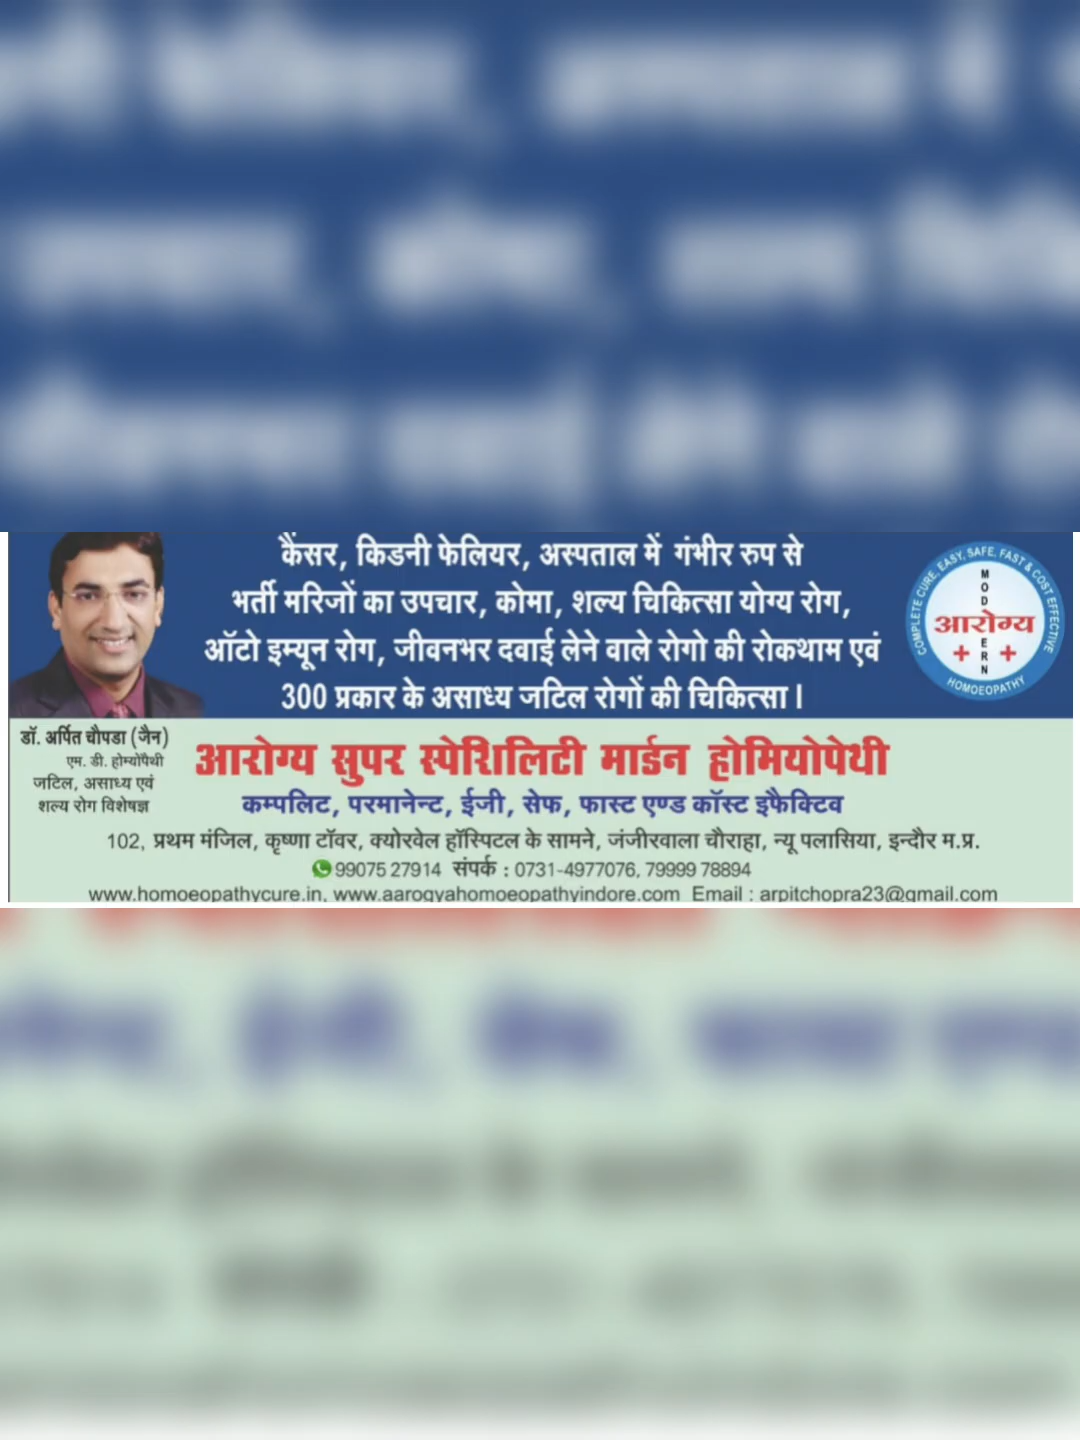 कैंसर, किडनी फेलियर, अस्पताल में गंभीर रुप से
भर्ती मरिजों का उपचार, कोमा, शल्य चिकित्सा योग्य रोग,
ऑटो इम्यून रोग, जीवनभर दवाई लेने वाले रोगो की रोकथाम एवं
300 प्रकार के असाध्य जटिल रोगों की चिकित्सा ।
COMPLETE CURE, EASY, SAFE, FAST & COST EFFECTIVE
MODERN
आरोग्य
HOMOEOPATHY
डॉ. अर्पित चौपडा (जैन)
एम. डी. होम्योपैथी
जटिल, असाध्य एवं
शल्य रोग विशेषज्ञ
आरोग्य सुपर स्पेशिलिटी मार्डन होमियोपेथी
कम्पलिट, परमानेन्ट, ईजी, सेफ, फास्ट एण्ड कॉस्ट इफैक्टिव
102, प्रथम मंजिल, कृष्णा टॉवर, क्योरवेल हॉस्पिटल के सामने, जंजीरवाला चौराहा, न्यू पलासिया, इन्दौर म.प्र.
99075 27914 संपर्क : 0731-4977076, 79999 78894
www.homoeopathycure.in, www.aarogyahomoeopathyindore.com Email : arpitchopra23@gmail.com